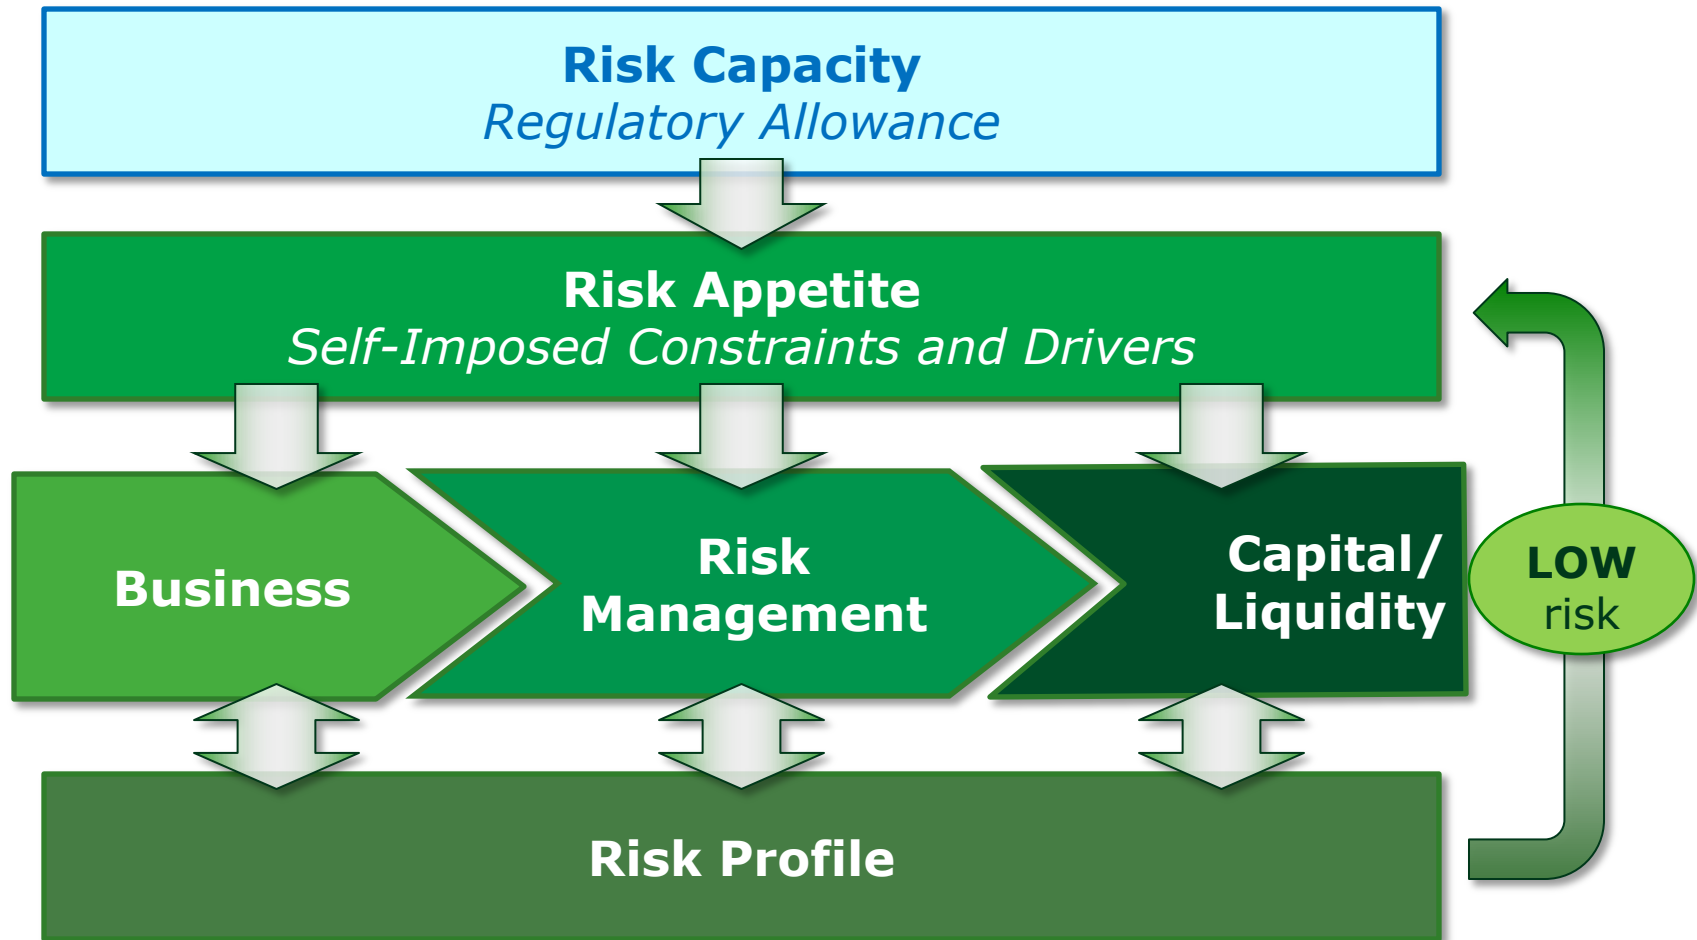 Risk Capacity
Regulatory Allowance
Risk Appetite
Self-Imposed Constraints and Drivers
Business
Risk
Management
Capital/
Liquidity
LOW
risk
Risk Profile